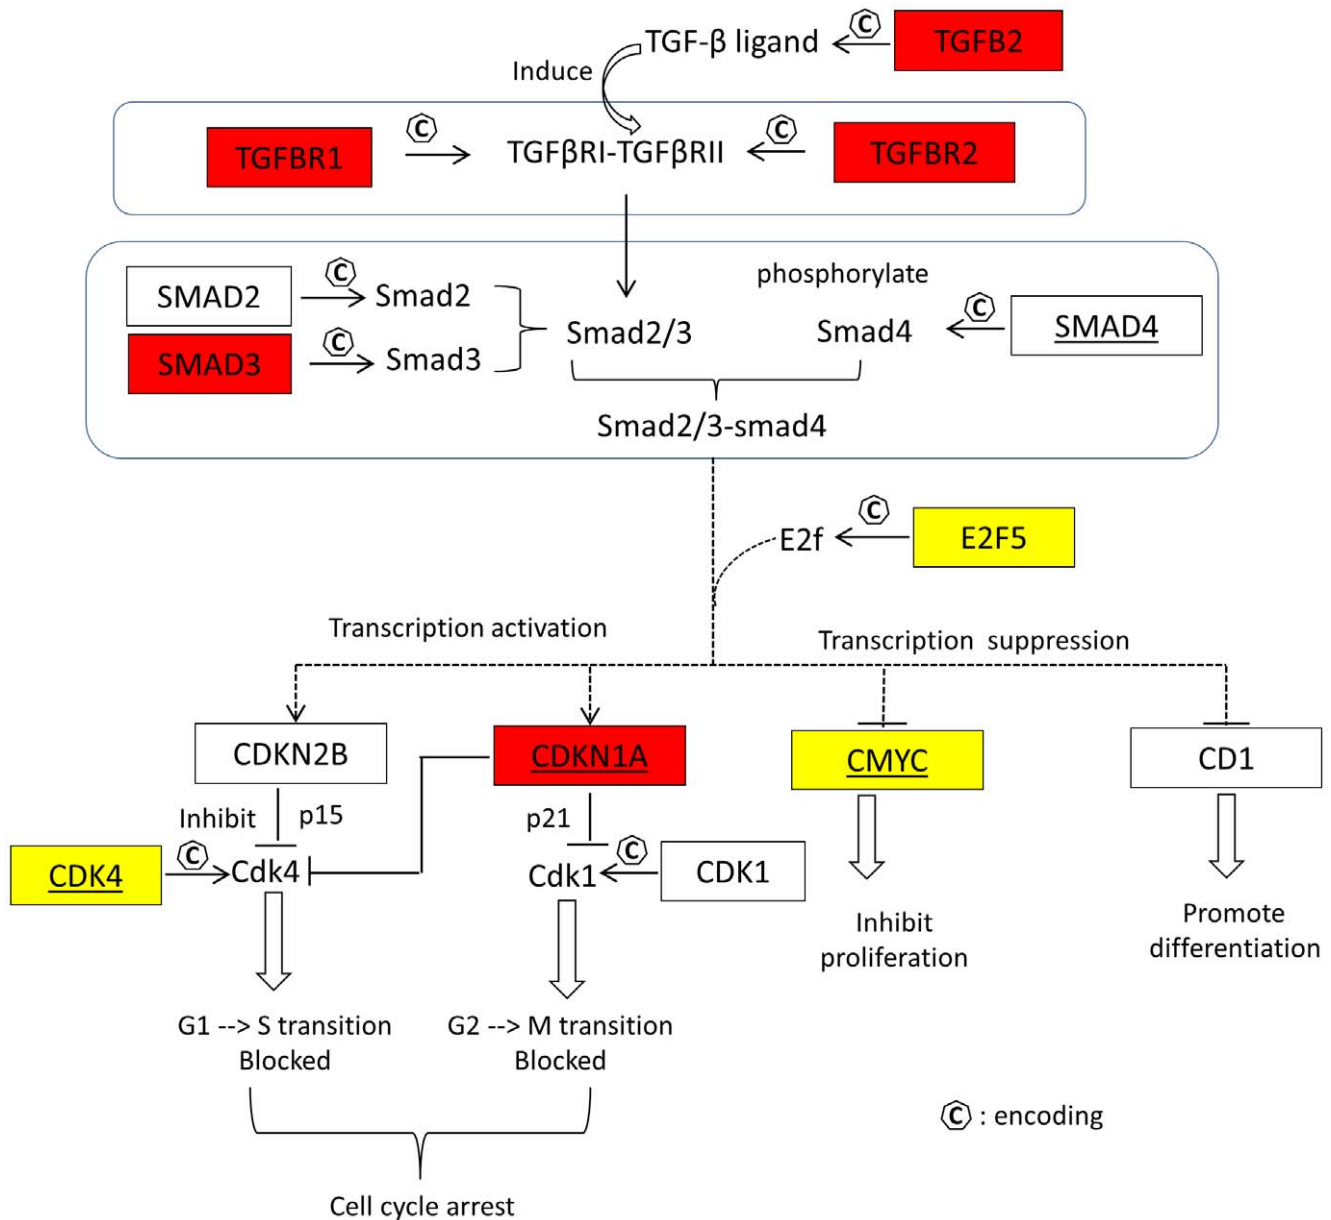 TGF-β ligand
C
TGFB2
Induce
TGFBR1
C
TGFβRI-TGFβRII
C
TGFBR2
SMAD2
C
Smad2
phosphorylate
Smad2/3
Smad4
C
SMAD4
SMAD3
C
Smad3
Smad2/3-smad4
E2f
C
E2F5
Transcription activation
Transcription suppression
CDKN2B
CDKN1A
CMYC
CD1
Inhibit
p15
p21
CDK4
C
Cdk4
Cdk1
C
CDK1
Inhibit
proliferation
Promote
differentiation
G1 --> S transition
Blocked
G2 --> M transition
Blocked
C : encoding
Cell cycle arrest